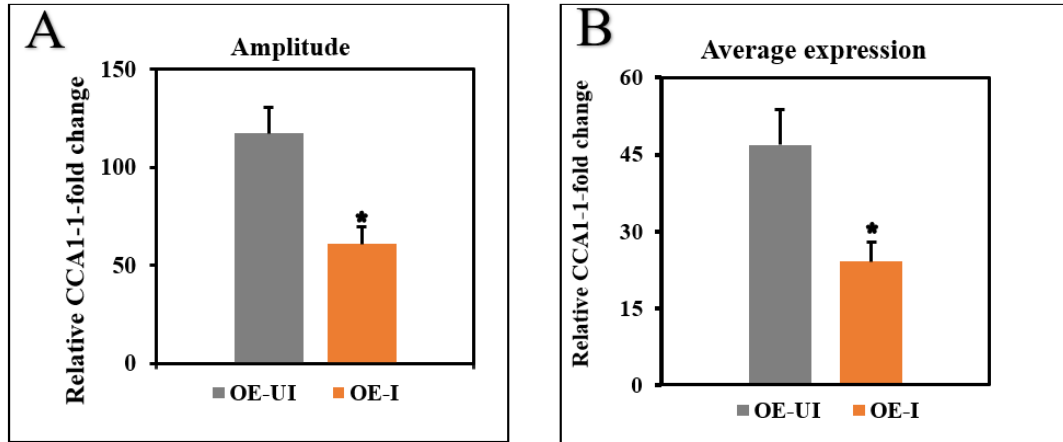 A
Amplitude
Relative CCA1-1-fold change
150
100
50
0
*
OE-UI OE-I
B
Average expression
Relative CCA1-1-fold change
60
45
30
15
0
*
OE-UI OE-I